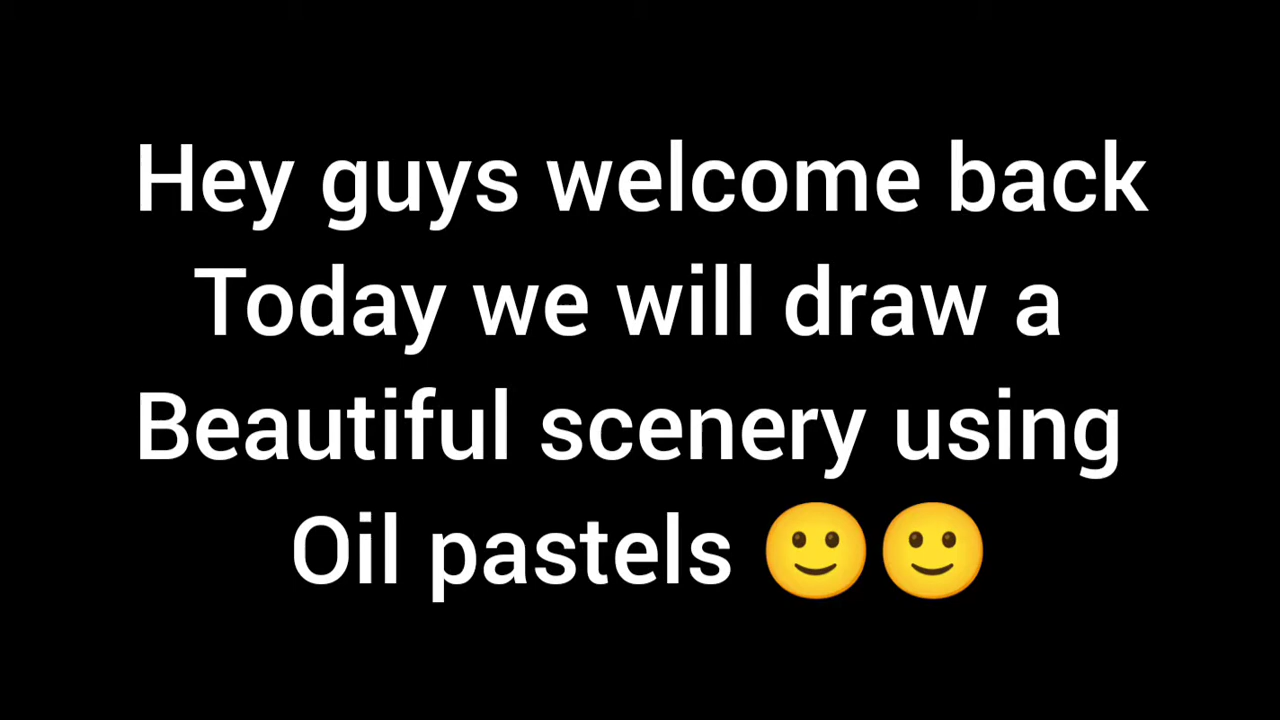 Hey guys welcome back
Today we will draw a
Beautiful scenery using
Oil pastels 🙂🙂